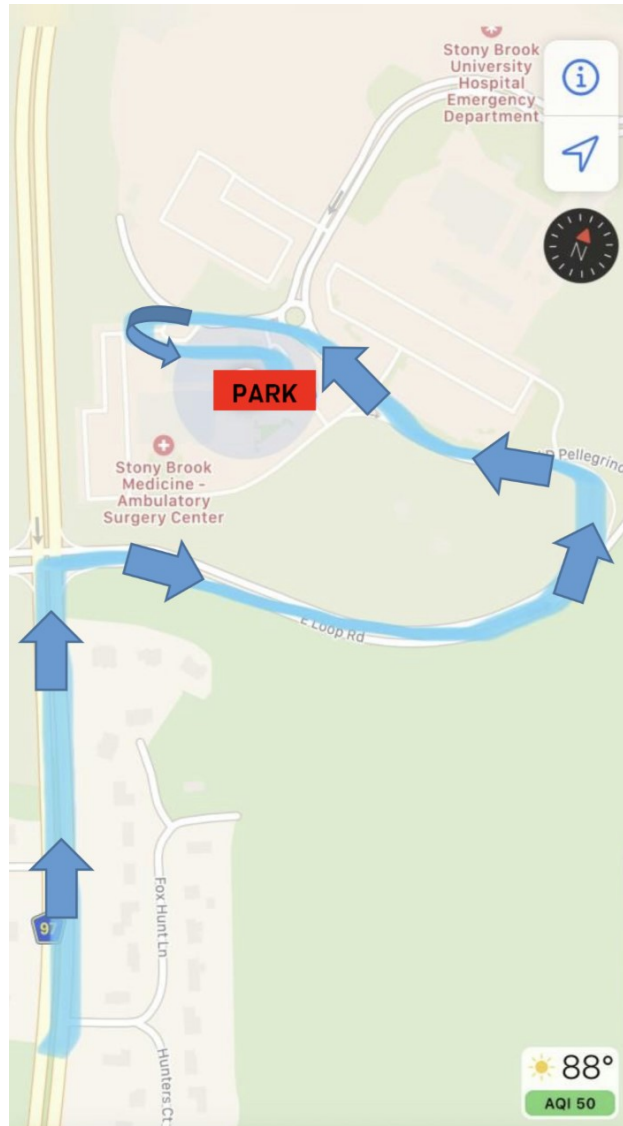 Stony Brook
University
Hospital
Emergency
Department
N
PARK
Stony Brook
Medicine -
Ambulatory
Surgery Center
Pellegrino
E Loop Rd
97
Fox Hunt Ln
Hunters Ct
88°
AQI 50